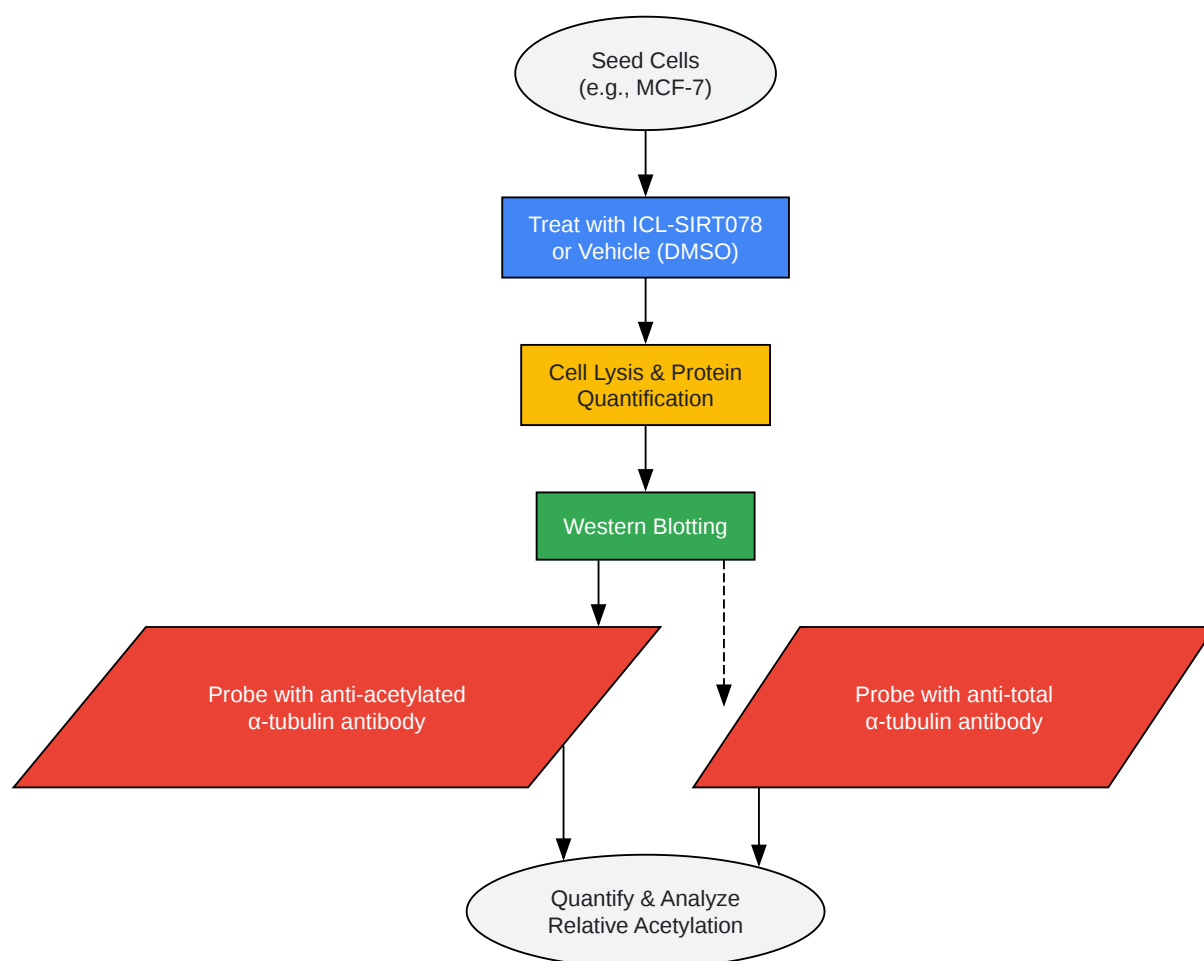 Seed Cells
(e.g., MCF-7)
Treat with ICL-SIRT078
or Vehicle (DMSO)
Cell Lysis & Protein
Quantification
Western Blotting
Probe with anti-acetylated
α-tubulin antibody
Probe with anti-total
α-tubulin antibody
Quantify & Analyze
Relative Acetylation